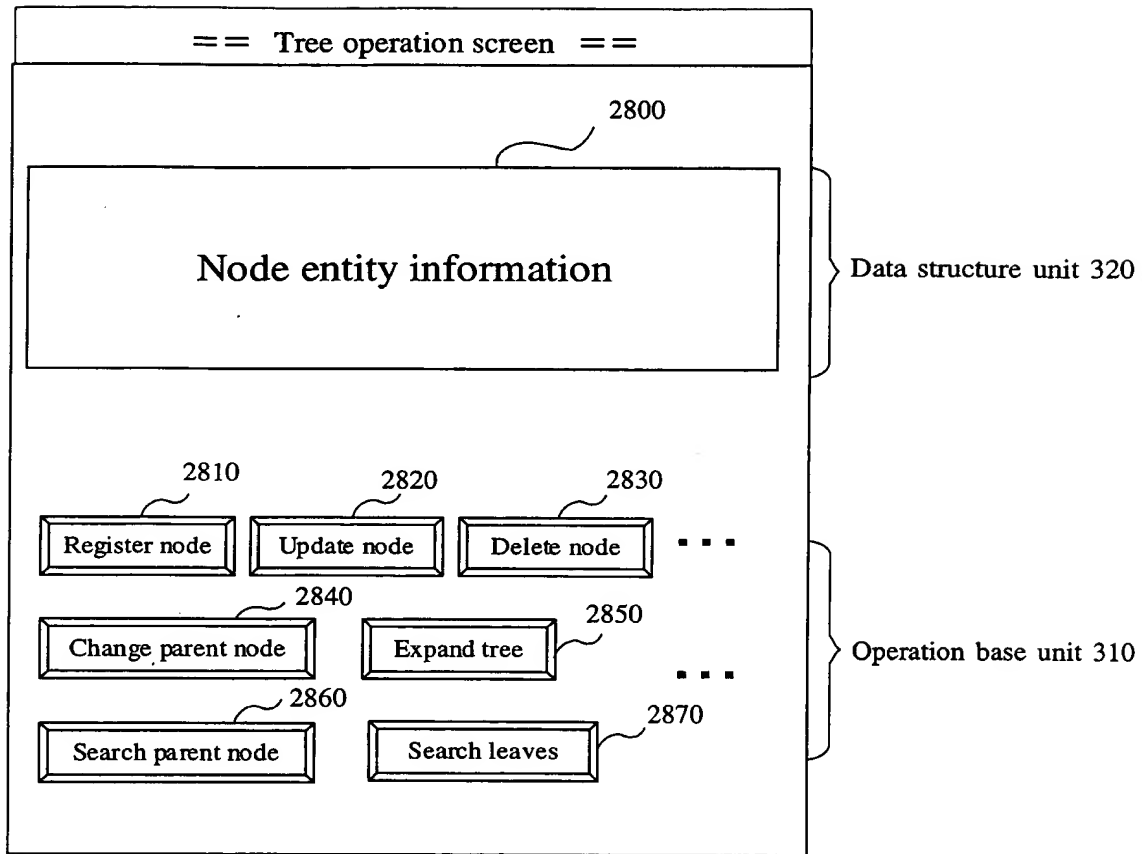 == Tree operation screen ==
2800
Node entity information
Data structure unit 320
2810 2820 2830
Register node Update node Delete node ...
2840 2850
Change parent node Expand tree ...
Operation base unit 310
2860 2870
Search parent node Search leaves